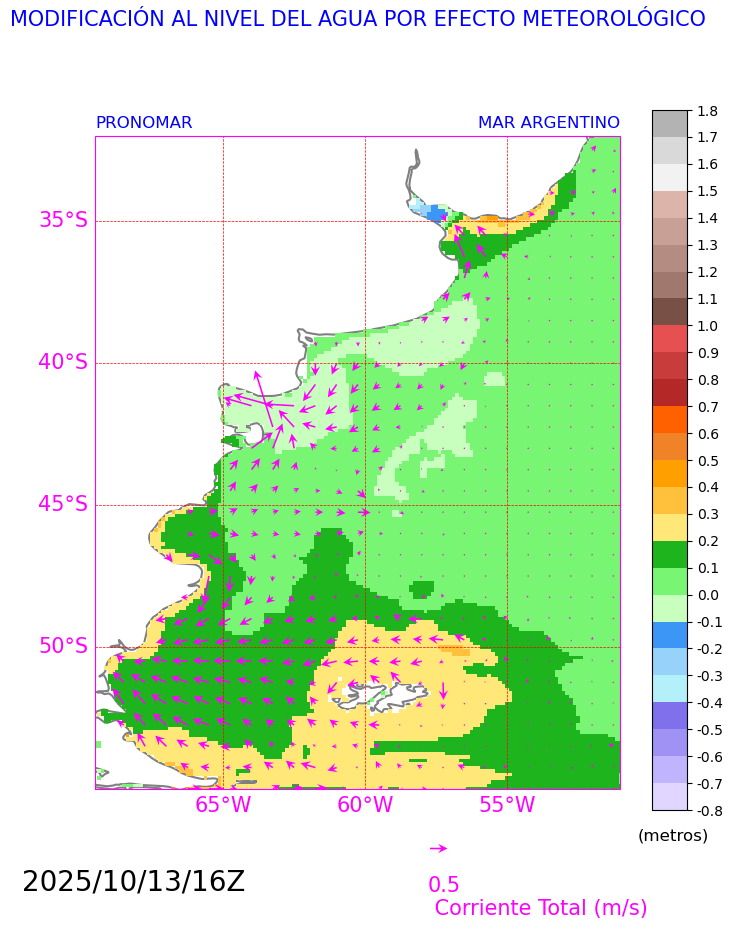 MODIFICACIÓN AL NIVEL DEL AGUA POR EFECTO METEOROLÓGICO
PRONOMAR MAR ARGENTINO
35°S
40°S
45°S
50°S
65°W 60°W 55°W
1.8
1.7
1.6
1.5
1.4
1.3
1.2
1.1
1.0
0.9
0.8
0.7
0.6
0.5
0.4
0.3
0.2
0.1
0.0
-0.1
-0.2
-0.3
-0.4
-0.5
-0.6
-0.7
-0.8
(metros)
2025/10/13/16Z
0.5
Corriente Total (m/s)